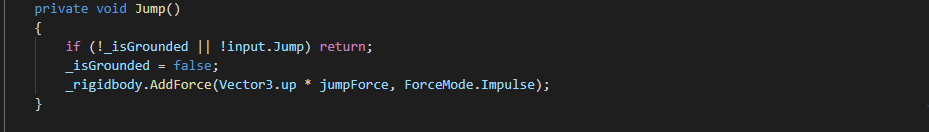 private void Jump()
{
if (!_isGrounded || !input.Jump) return;
_isGrounded = false;
_rigidbody.AddForce(Vector3.up * jumpForce, ForceMode.Impulse);
}